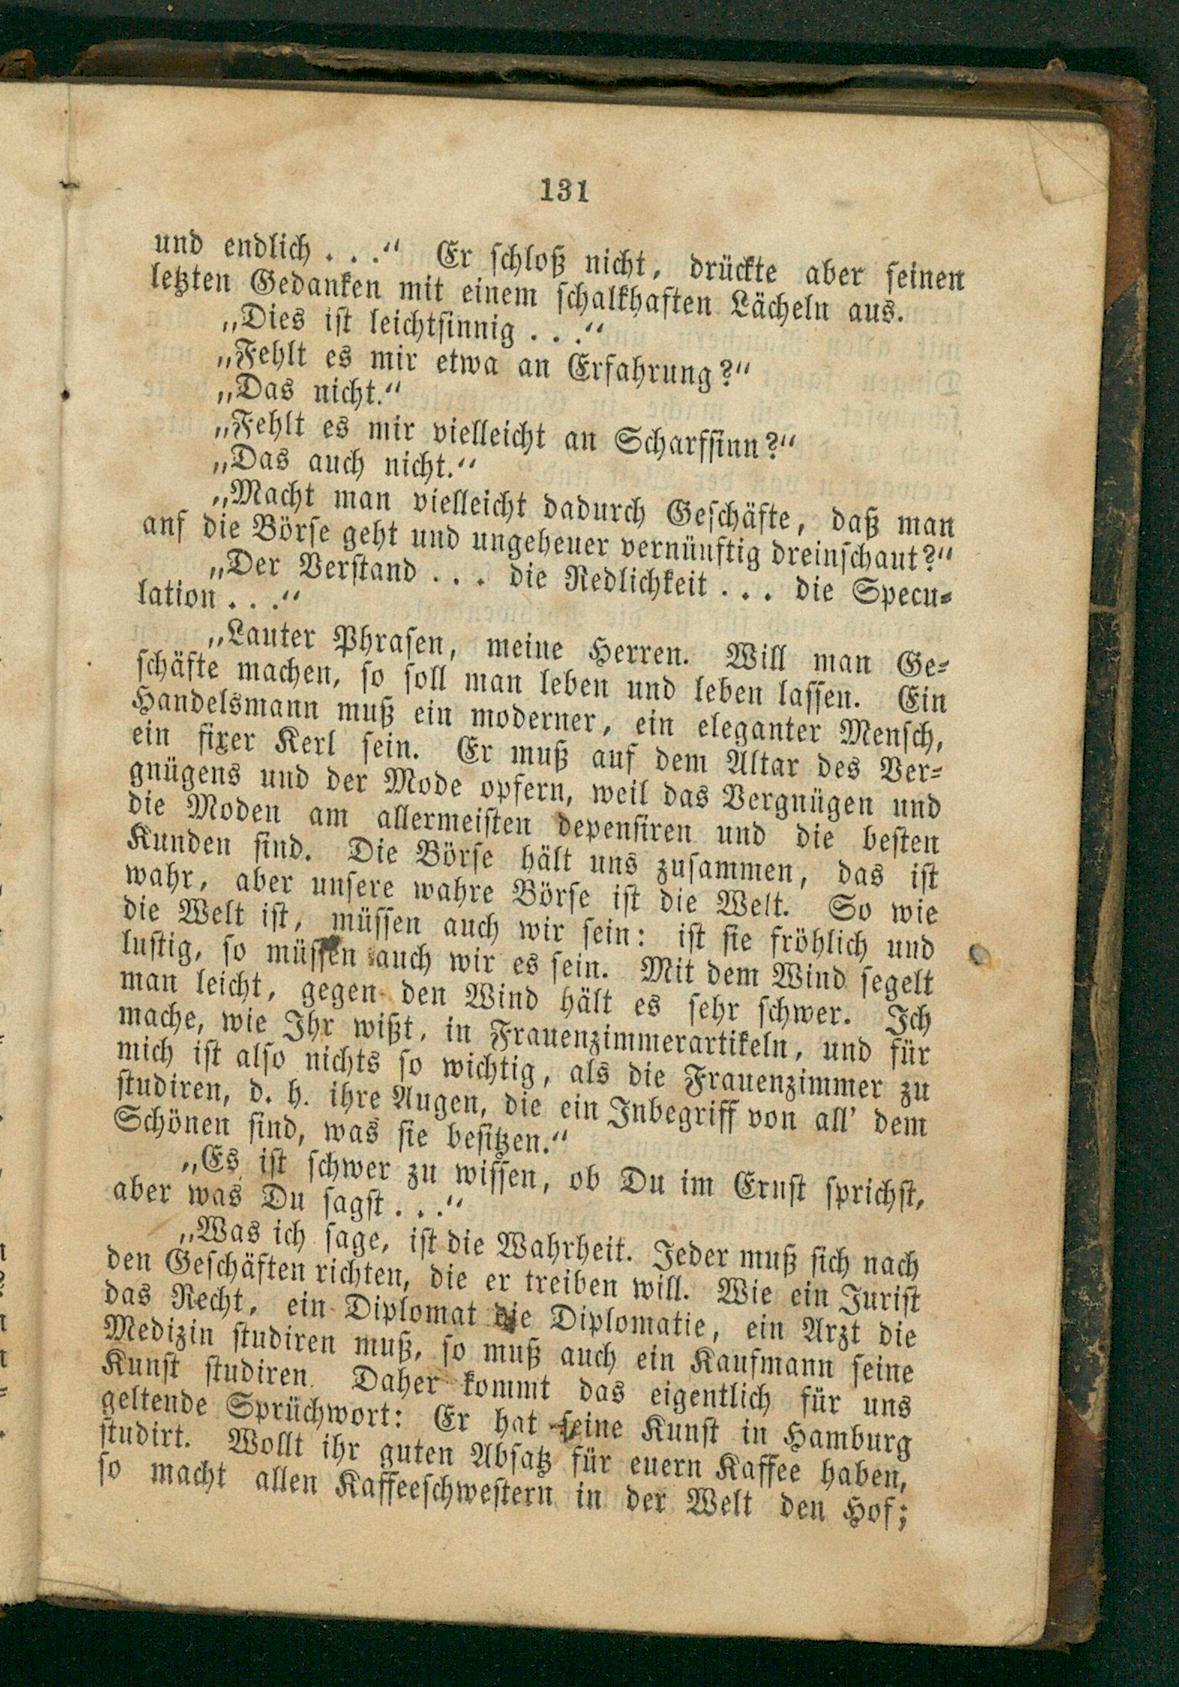 131
und endlich . . .“ Er schloß nicht, drückte aber seinen
letzten Gedanken mit einem schalkhaften Lächeln aus.
„Dies ist leichtsinnig . . .“
„Fehlt es mir etwa an Erfahrung?“
„Das nicht.“
„Fehlt es mir vielleicht an Scharfsinn?“
„Das auch nicht.“
„Macht man vielleicht dadurch Geschäfte, daß man
auf die Börse geht und ungeheuer vernünftig dreinschaut?“
„Der Verstand . . . die Redlichkeit . . . die Specu-
lation . . .“
„Lauter Phrasen, meine Herren. Will man Ge-
schäfte machen, so soll man leben und leben lassen. Ein
Handelsmann muß ein moderner, ein eleganter Mensch,
ein fixer Kerl sein. Er muß auf dem Altar des Ver-
gnügens und der Mode opfern, weil das Vergnügen und
die Moden am allermeisten depensiren und die besten
Kunden sind. Die Börse hält uns zusammen, das ist
wahr, aber unsere wahre Börse ist die Welt. So wie
die Welt ist, müssen auch wir sein: ist sie fröhlich und
lustig, so müssen auch wir es sein. Mit dem Wind segelt
man leicht, gegen den Wind hält es sehr schwer. Ich
mache, wie Ihr wißt, in Frauenzimmerartikeln, und für
mich ist also nichts so wichtig, als die Frauenzimmer zu
studiren, d. h. ihre Augen, die ein Inbegriff von all’ dem
Schönen sind, was sie besitzen.“
„Es ist schwer zu wissen, ob Du im Ernst sprichst,
aber was Du sagst . . .“
„Was ich sage, ist die Wahrheit. Jeder muß sich nach
den Geschäften richten, die er treiben will. Wie ein Jurist
das Recht, ein Diplomat die Diplomatie, ein Arzt die
Medizin studiren muß, so muß auch ein Kaufmann seine
Kunst studiren. Daher kommt das eigentlich für uns
geltende Sprüchwort: Er hat seine Kunst in Hamburg
studirt. Wollt ihr guten Absatz für euern Kaffee haben,
so macht allen Kaffeeschwestern in der Welt den Hof;